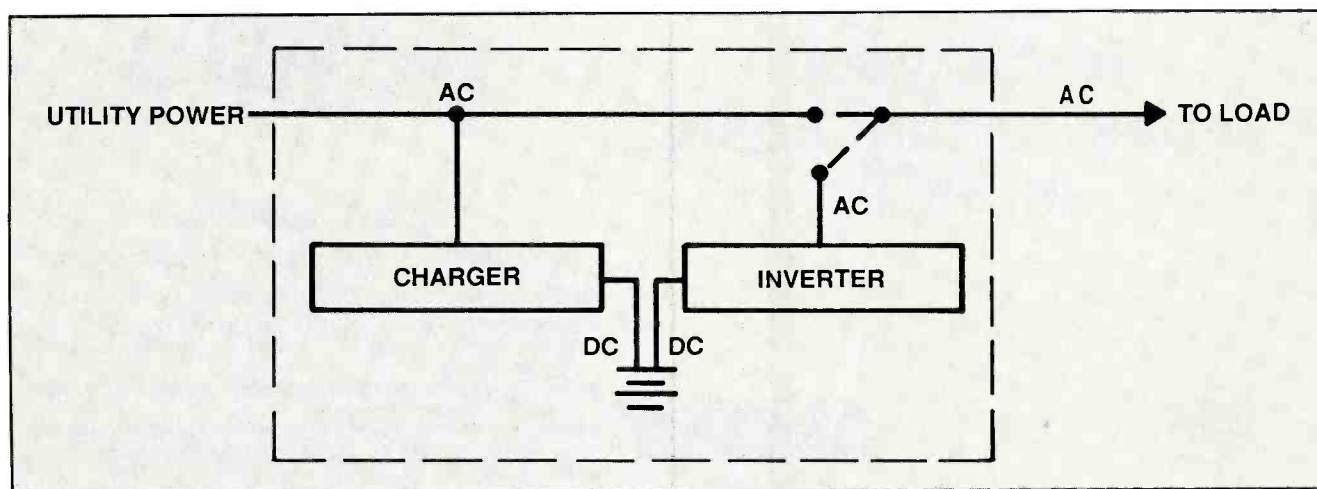 AC
AC
UTILITY POWER
TO LOAD
AC
CHARGER
INVERTER
DC
DC